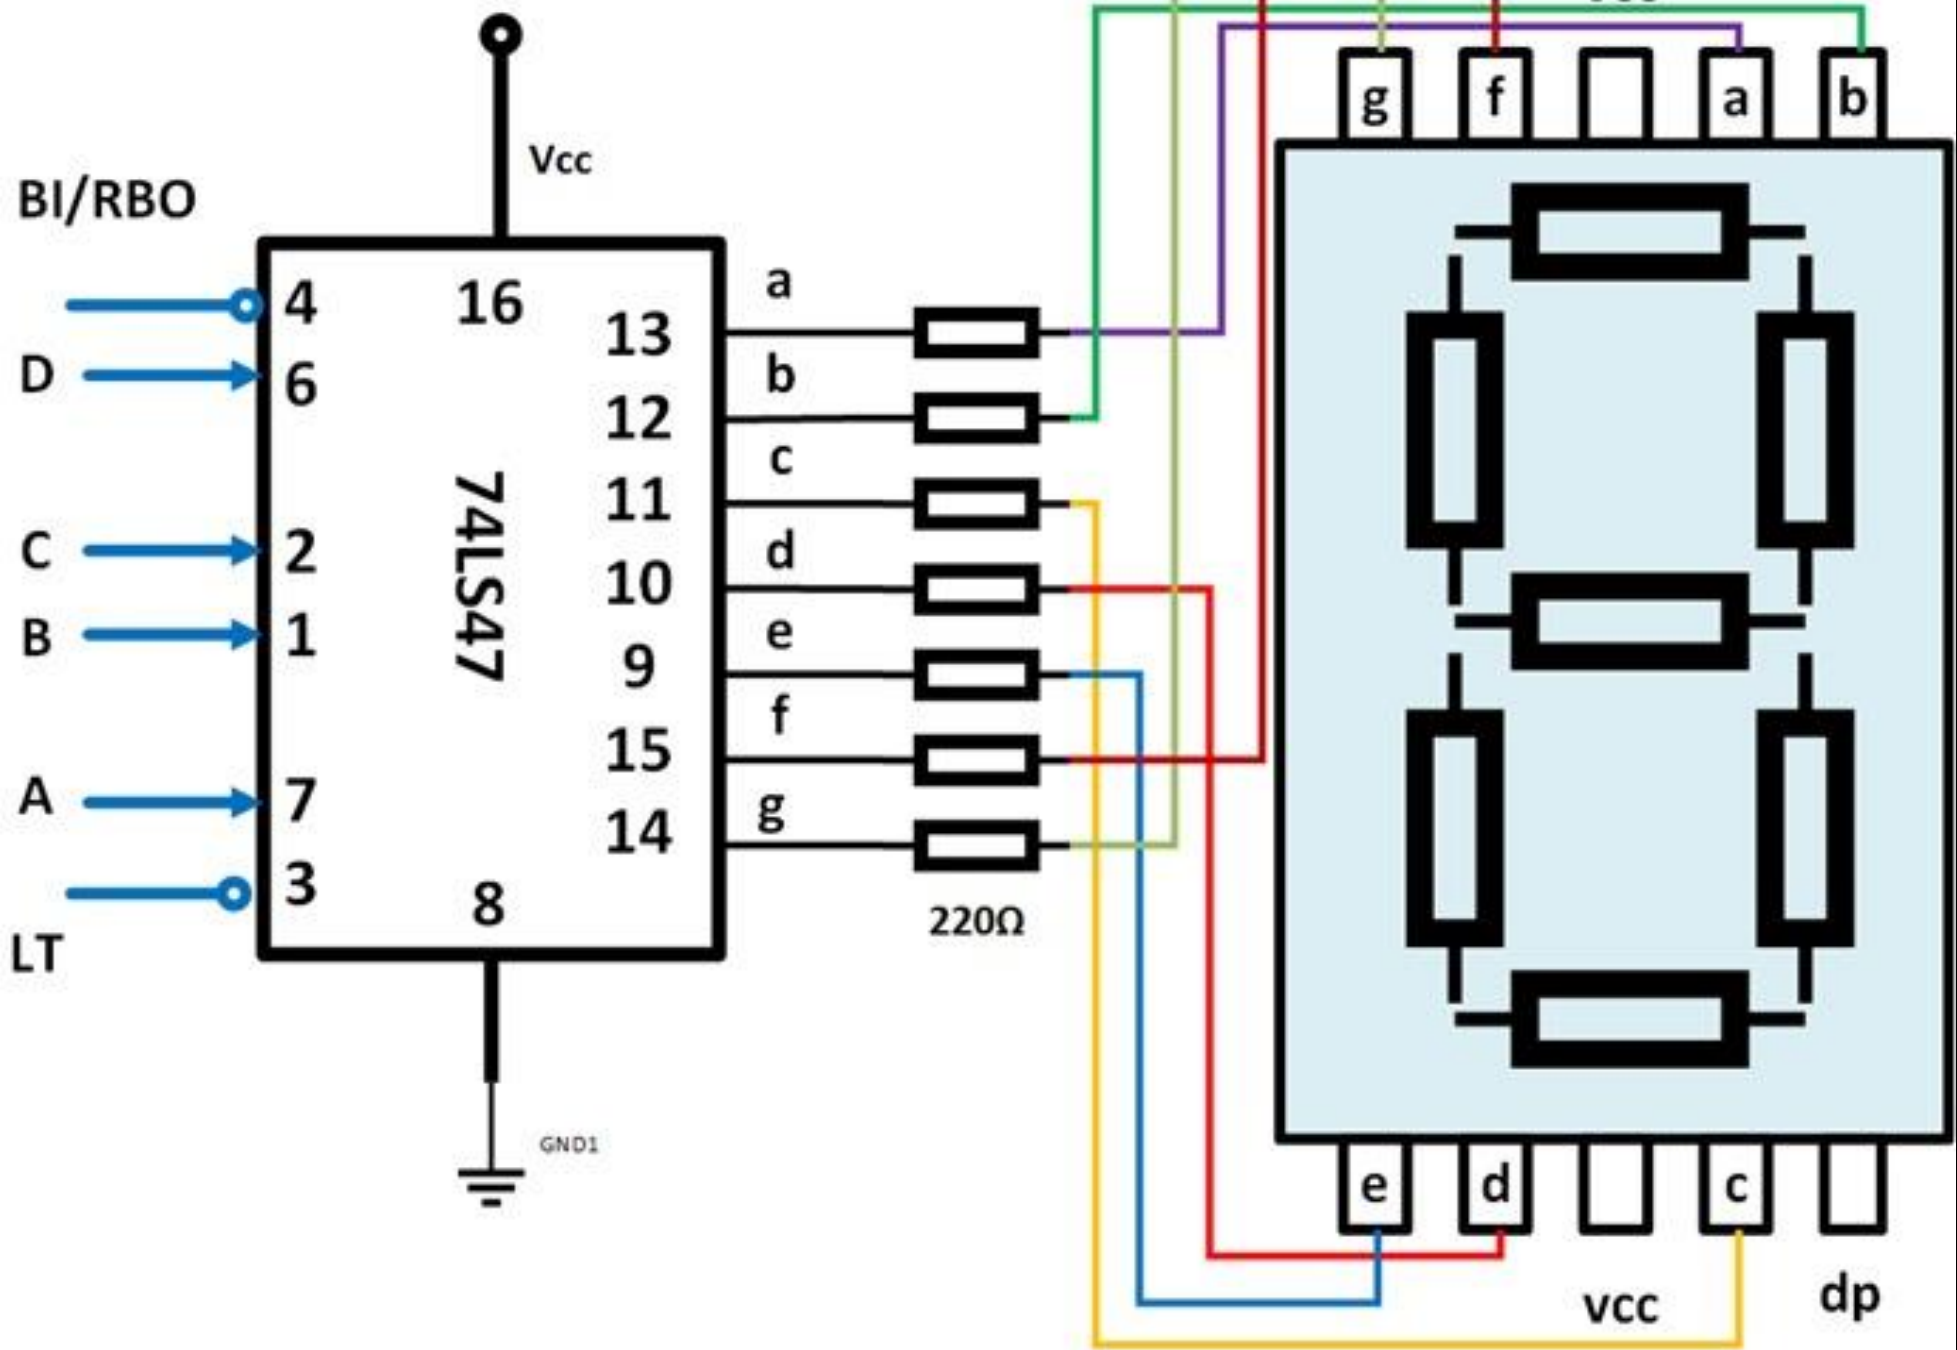 g f a b
Vcc
BI/RBO
4 16
13 a
D 6
12 b
11 c
C 2
74LS47
10 d
B 1
9 e
15 f
A 7
14 g
3 8
220Ω
LT
GND1
e d c
vcc dp